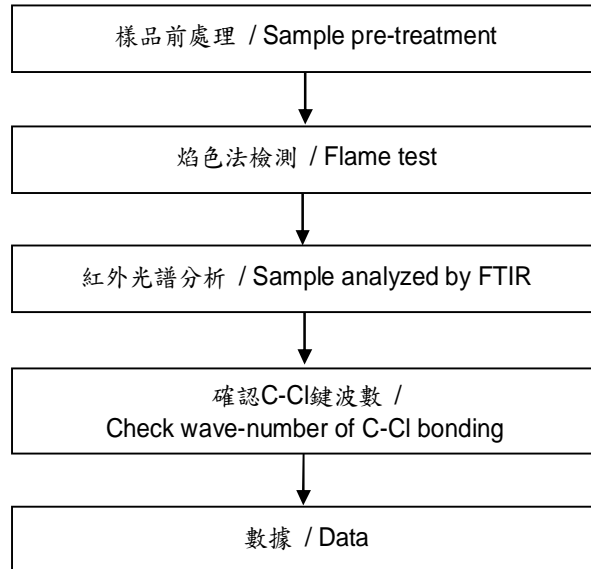 樣品前處理 / Sample pre-treatment
焰色法檢測 / Flame test
紅外光譜分析 / Sample analyzed by FTIR
確認C-Cl鍵波數 /
Check wave-number of C-Cl bonding
數據 / Data